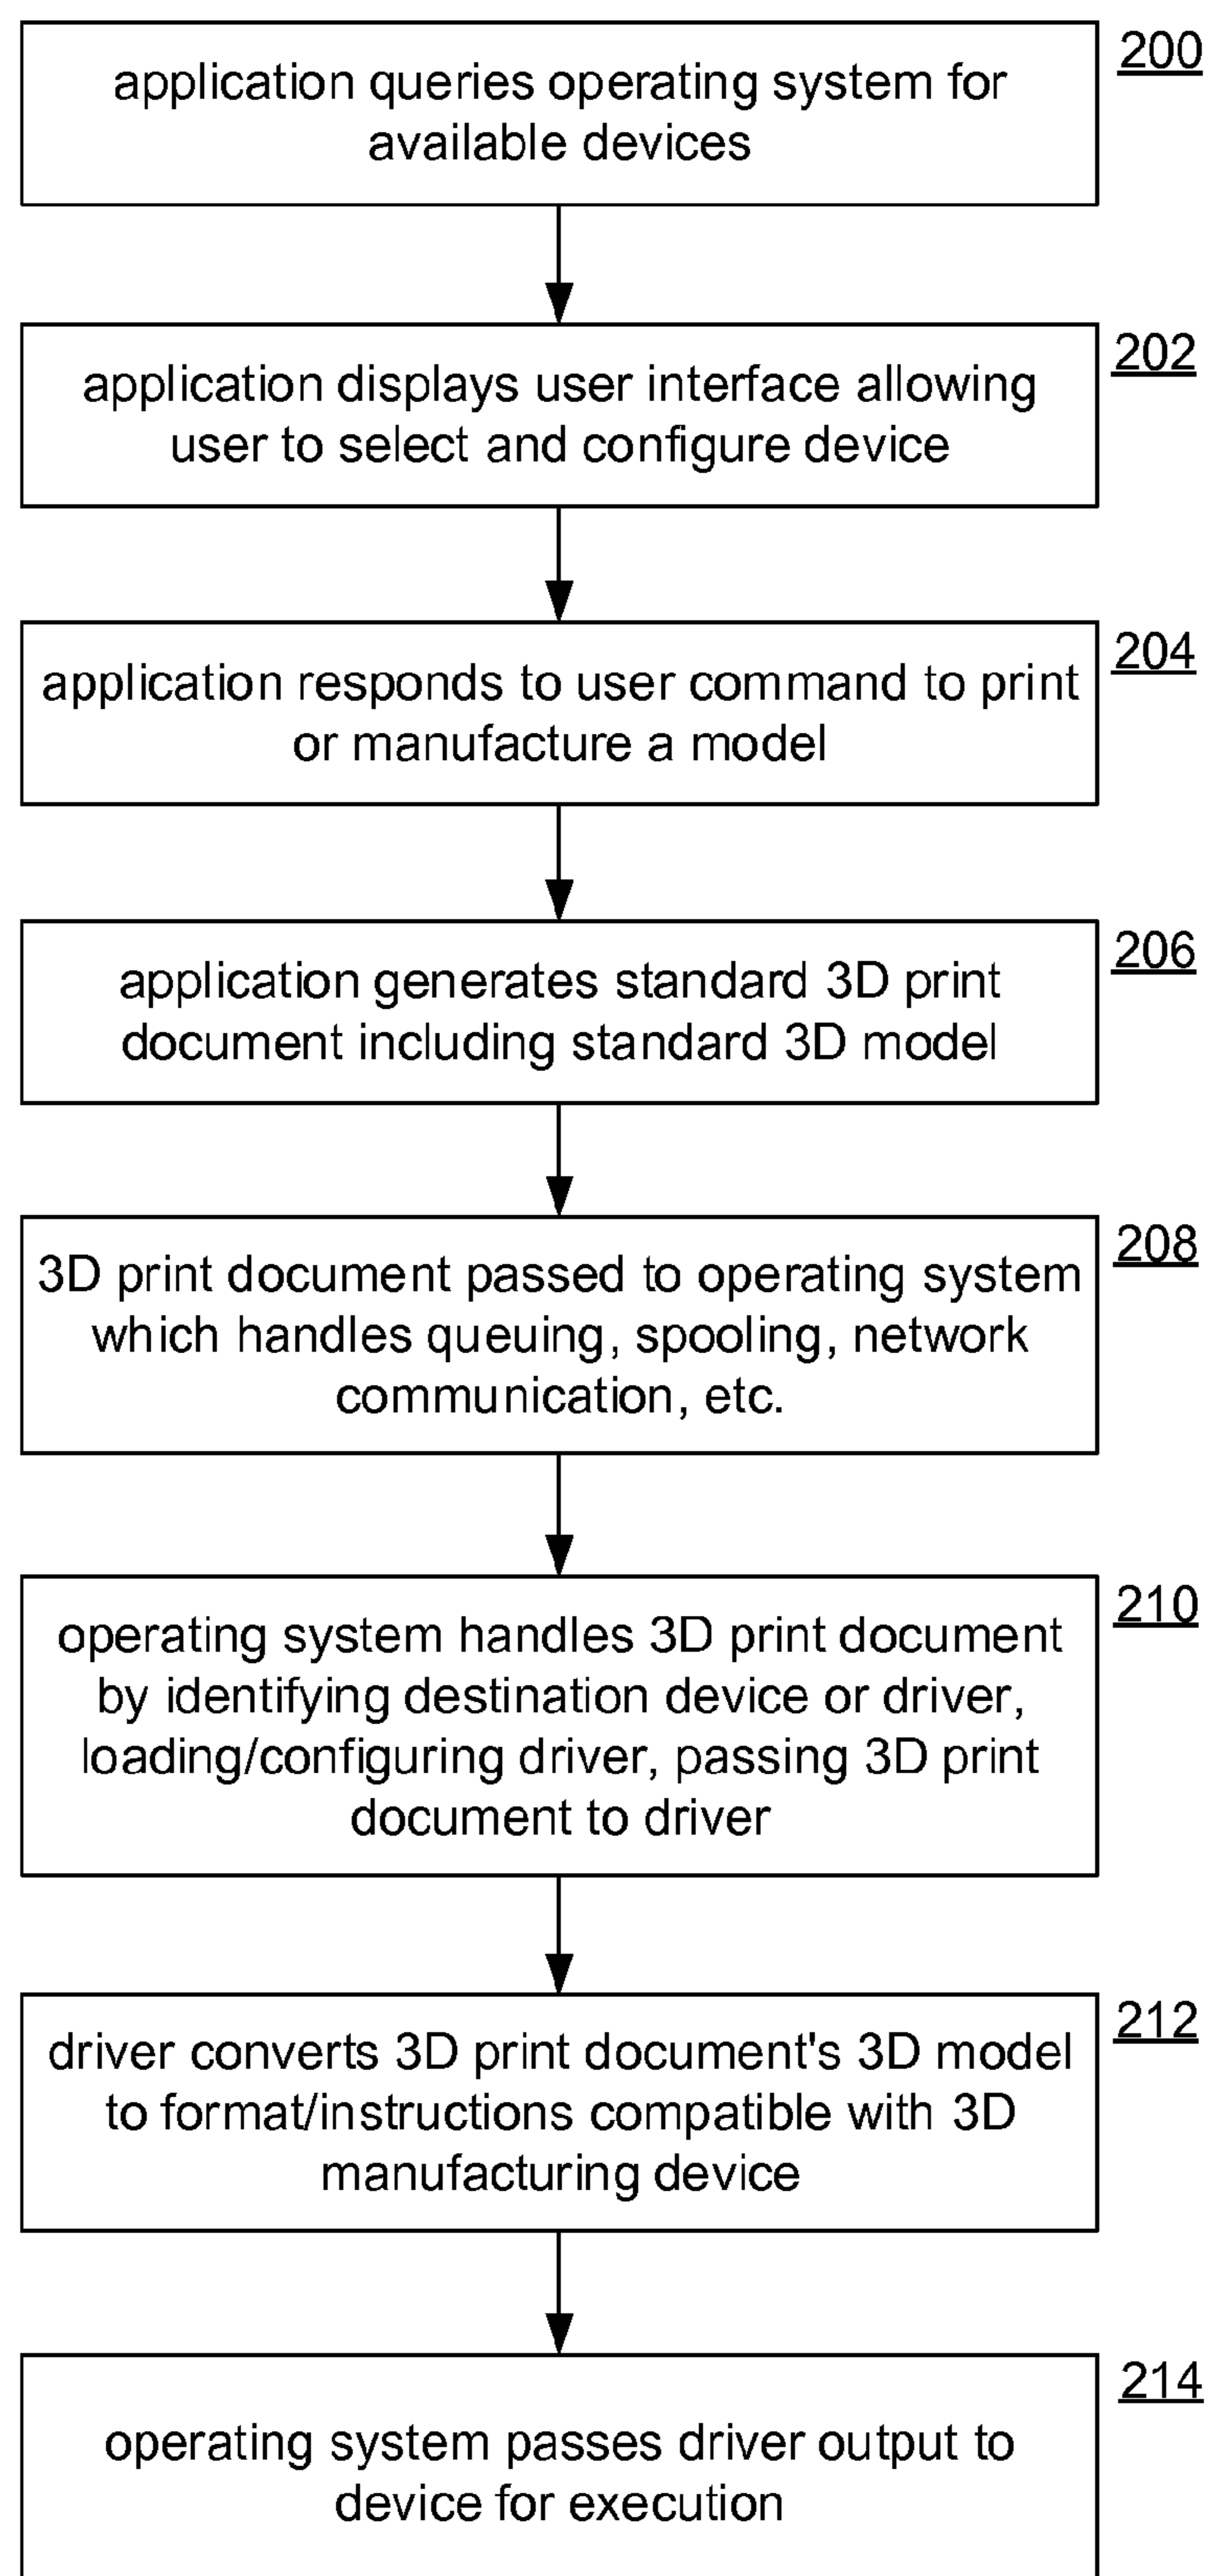 200
application queries operating system for
available devices
202
application displays user interface allowing
user to select and configure device
204
application responds to user command to print
or manufacture a model
206
application generates standard 3D print
document including standard 3D model
208
3D print document passed to operating system
which handles queuing, spooling, network
communication, etc.
210
operating system handles 3D print document
by identifying destination device or driver,
loading/configuring driver, passing 3D print
document to driver
212
driver converts 3D print document's 3D model
to format/instructions compatible with 3D
manufacturing device
214
operating system passes driver output to
device for execution